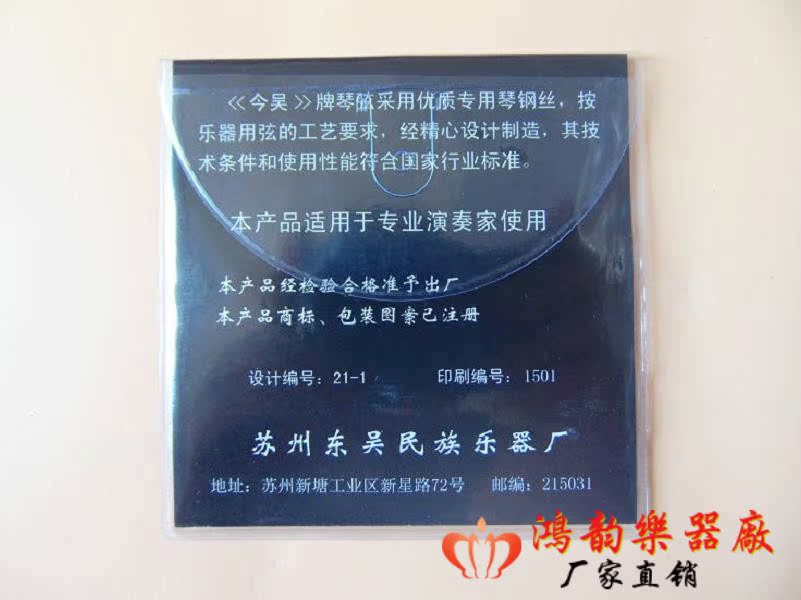 ≪今吴≫牌琴弦采用优质专用琴钢丝，按
乐器用弦的工艺要求，经精心设计制造，其技
术条件和使用性能符合国家行业标准。
本产品适用于专业演奏家使用
本产品经检验合格准予出厂
本产品商标、包装图案已注册
设计编号：21-1 印刷编号：1501
苏州东吴民族乐器厂
地址：苏州新塘工业区新星路72号 邮编：215031
鸿韵樂器廠
厂家直销